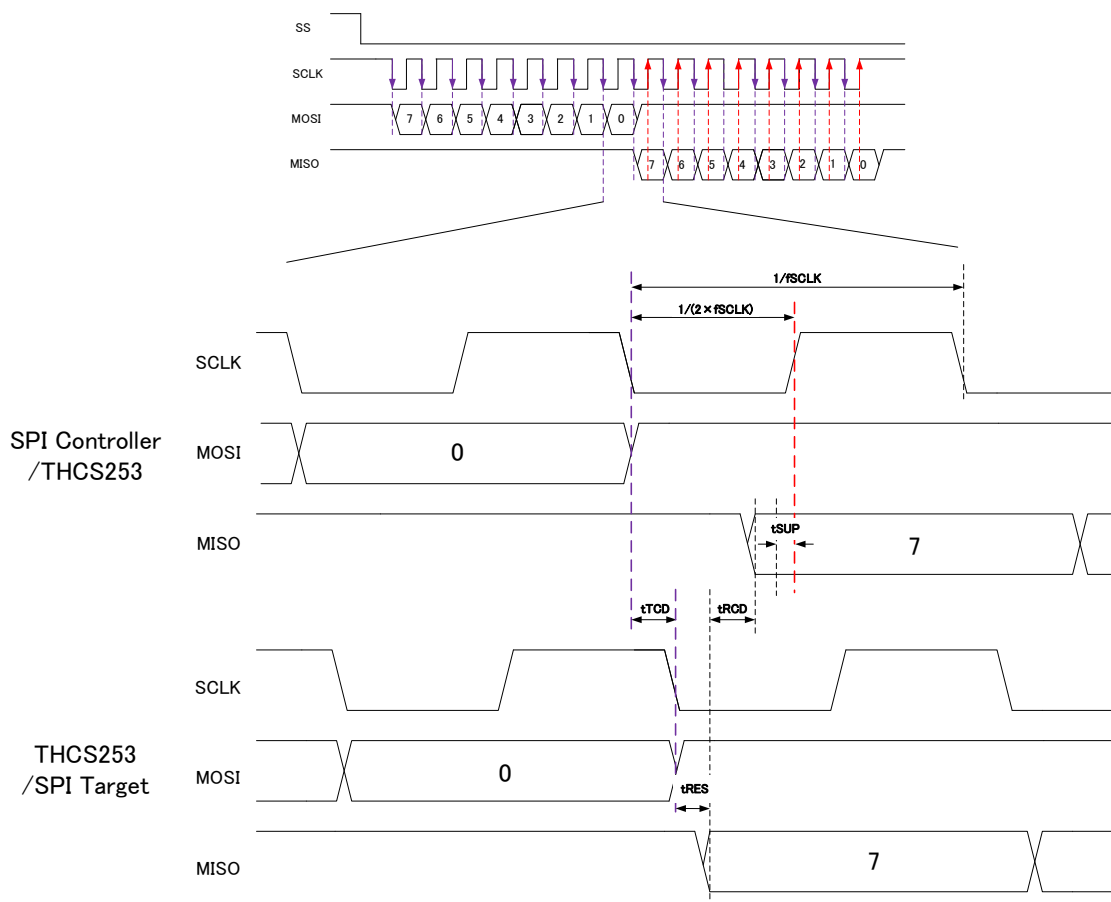 SS
SCLK
MOSI 7 6 5 4 3 2 1 0
MISO 7 6 5 4 3 2 1 0
1/fSCLK
1/(2×fSCLK)
SCLK
SPI Controller
/THCS253
MOSI 0
tSUP
MISO 7
tTCD tRCD
SCLK
THCS253
/SPI Target
MOSI 0
tRES
MISO 7